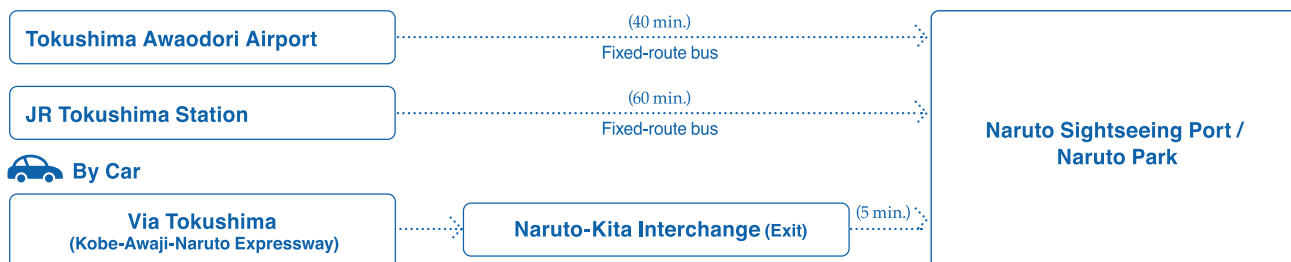 Tokushima Awaodori Airport
(40 min.)
Fixed-route bus
JR Tokushima Station
(60 min.)
Fixed-route bus
Naruto Sightseeing Port /
Naruto Park
By Car
Via Tokushima
(Kobe-Awaji-Naruto Expressway)
Naruto-Kita Interchange (Exit)
(5 min.)